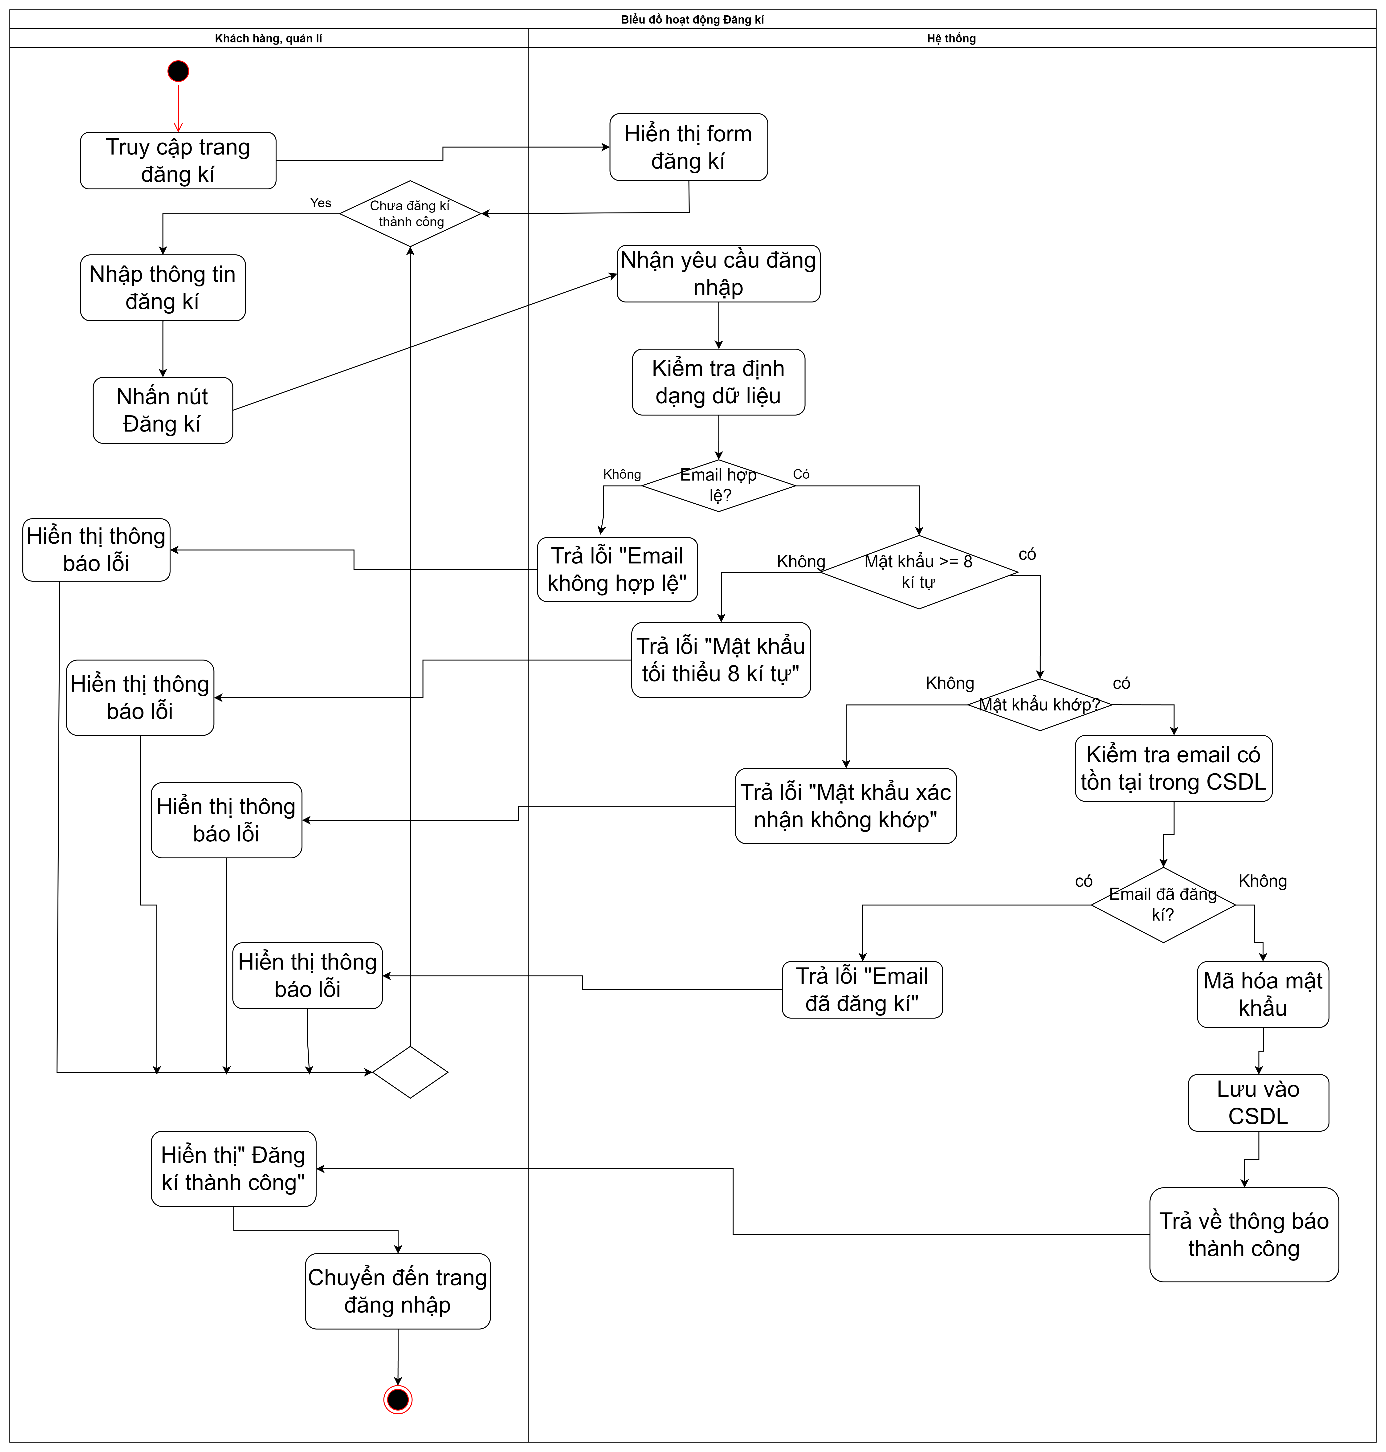 Biểu đồ hoạt động Đăng kí
Khách hàng, quán lí
Hệ thống
Truy cập trang
đăng kí
Hiển thị form
đăng kí
Chưa đăng kí
thành công
Yes
Nhập thông tin
đăng kí
Nhận yêu cầu đăng
nhập
Nhấn nút
Đăng kí
Kiểm tra định
dạng dữ liệu
Không
Email hợp
lệ?
Có
Hiển thị thông
báo lỗi
Trả lỗi "Email
không hợp lệ"
Không
Mật khẩu >= 8
kí tự
có
Trả lỗi "Mật khẩu
tối thiểu 8 kí tự"
Hiển thị thông
báo lỗi
Không
Mật khẩu khớp?
có
Kiểm tra email có
tồn tại trong CSDL
Trả lỗi "Mật khẩu xác
nhận không khớp"
Hiển thị thông
báo lỗi
có
Email đã đăng
kí?
Không
Hiển thị thông
báo lỗi
Trả lỗi "Email
đã đăng kí"
Mã hóa mật
khẩu
Lưu vào
CSDL
Hiển thị" Đăng
kí thành công"
Trả về thông báo
thành công
Chuyển đến trang
đăng nhập